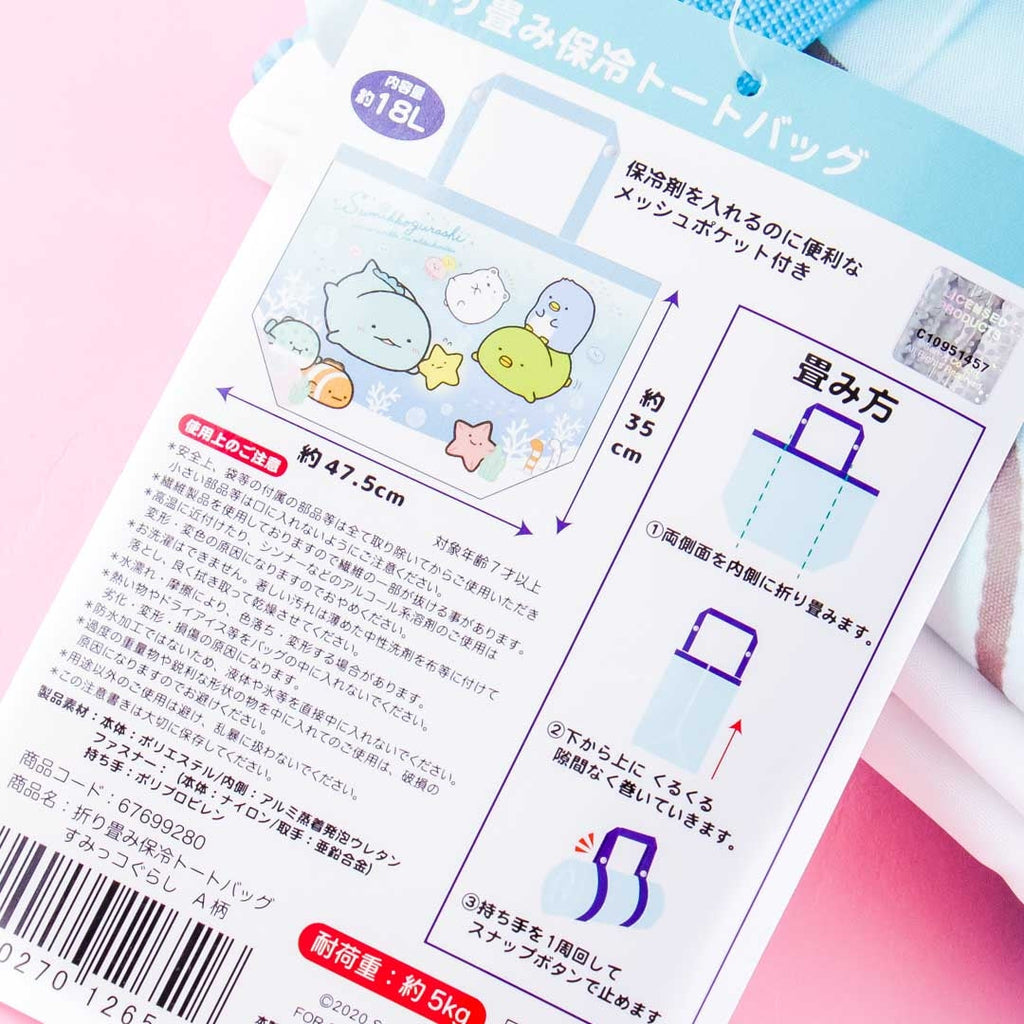 折り畳み保冷トートバッグ
内容量
約18L
保冷剤を入れるのに便利な
メッシュポケット付き
Sumikkogurashi
LICENSED
PRODUCTS
C10951457
All Rights Reserved
約47.5cm
約
35
cm
対象年齢7才以上
使用上のご注意
*安全上、袋等の付属の部品等は全て取り除いてからご使用いただき
小さい部品等は口に入れないようにご注意ください。
*繊維製品を使用しておりますので繊維の一部が抜ける事があります。
*高温に近付けたり、シンナーなどのアルコール系溶剤のご使用は
変形・変色の原因になりますのでおやめください。
*お洗濯はできません。著しい汚れは薄めた中性洗剤を布等に付けて
落とし、良く拭き取って乾燥させてください。
*水濡れ・摩擦により、色落ち・変形する場合があります。
*熱い物やドライアイス等をバッグの中に入れないでください。
劣化・変形・損傷の原因になります。
*防水加工ではないため、液体や氷等を直接中に入れないでください。
*過度の重量物や鋭利な形状の物を中に入れてのご使用は、破損の
原因になりますのでお避けください。
*用途以外のご使用は避け、乱暴に扱わないでください。
*この注意書きは大切に保存してください。
製品素材：本体：ポリエステル/内側：アルミ蒸着発泡ウレタン
ファスナー：(本体：ナイロン/取手：亜鉛合金)
持ち手：ポリプロピレン
商品コード：67699280
商品名：折り畳み保冷トートバッグ
すみっコぐらし A柄
0270 1265
耐荷重：約5kg
©2020 S
FOR
畳み方
①両側面を内側に折り畳みます。
②下から上に くるくる
隙間なく巻いていきます。
③持ち手を1周回して
スナップボタンで止めます